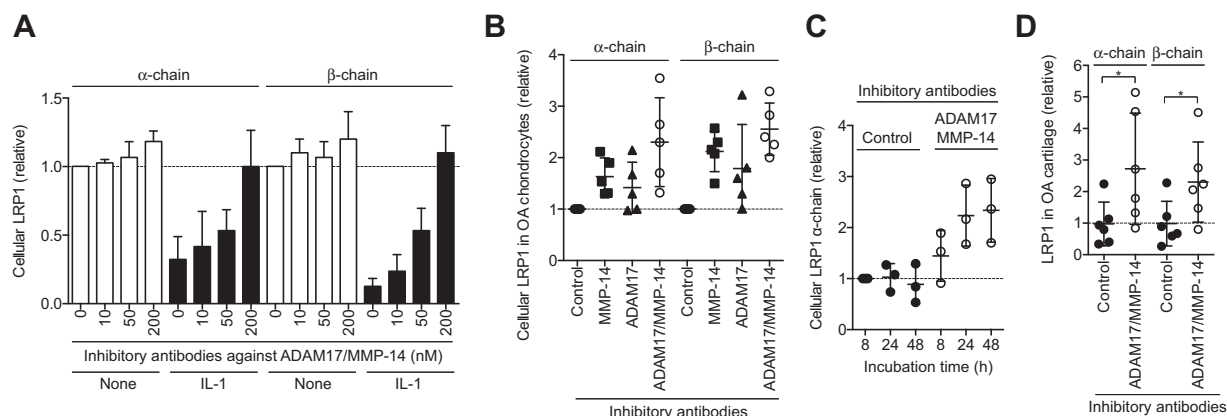 A
α-chain
β-chain
Cellular LRP1 (relative)
1.5
1.0
0.5
0.0
0 10 50 200 0 10 50 200 0 10 50 200 0 10 50 200
Inhibitory antibodies against ADAM17/MMP-14 (nM)
None IL-1 None IL-1
B
α-chain
β-chain
Cellular LRP1 in OA chondrocytes (relative)
4
3
2
1
0
Control MMP-14 ADAM17 ADAM17/MMP-14 Control MMP-14 ADAM17 ADAM17/MMP-14
Inhibitory antibodies
C
Inhibitory antibodies
ADAM17
Control MMP-14
Cellular LRP1 α-chain (relative)
4
3
2
1
0
8 24 48 8 24 48
Incubation time (h)
D
α-chain β-chain
LRP1 in OA cartilage (relative)
6
5
4
3
2
1
0
* *
Control ADAM17/MMP-14 Control ADAM17/MMP-14
Inhibitory antibodies